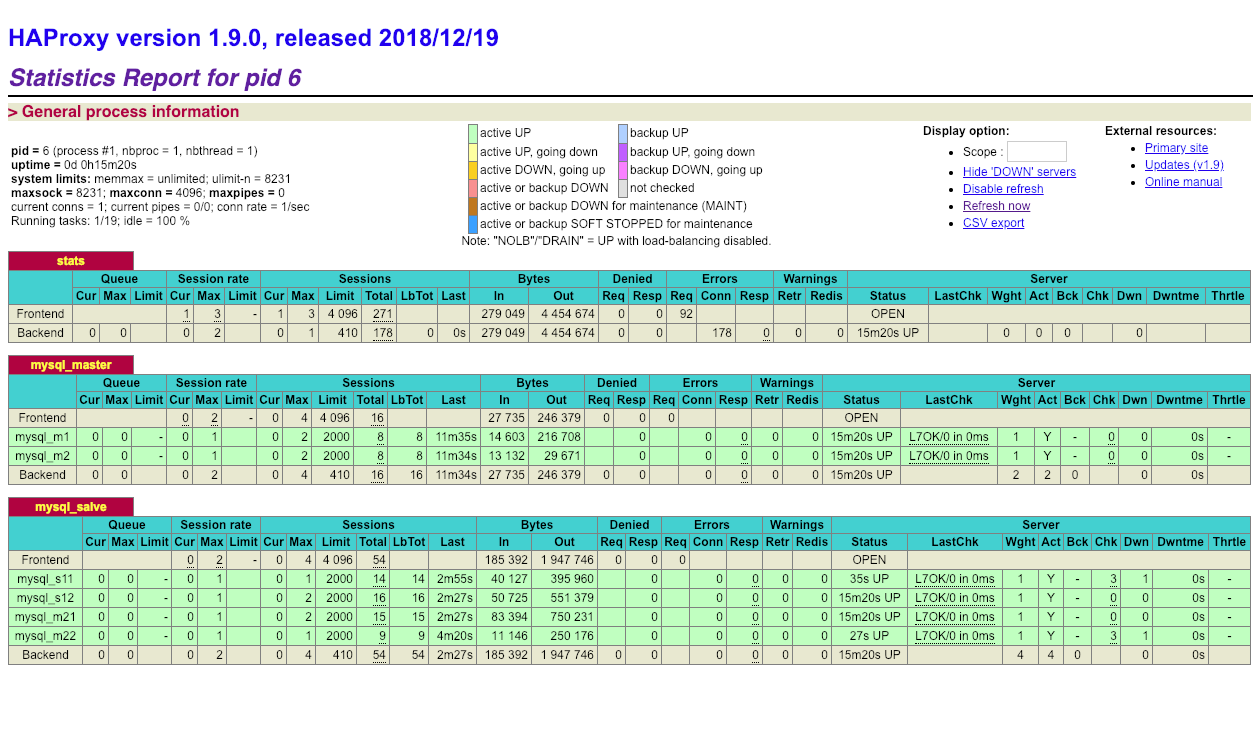 HAProxy version 1.9.0, released 2018/12/19
Statistics Report for pid 6
> General process information
pid = 6 (process #1, nbproc = 1, nbthread = 1)
uptime = 0d 0h15m20s
system limits: memmax = unlimited; ulimit-n = 8231
maxsock = 8231; maxconn = 4096; maxpipes = 0
current conns = 1; current pipes = 0/0; conn rate = 1/sec
Running tasks: 1/19; idle = 100 %
active UP backup UP
active UP, going down backup UP, going down
active DOWN, going up backup DOWN, going up
active or backup DOWN not checked
active or backup DOWN for maintenance (MAINT)
active or backup SOFT STOPPED for maintenance
Note: "NOLB"/"DRAIN" = UP with load-balancing disabled.
Display option:
• Scope :
• Hide 'DOWN' servers
• Disable refresh
• Refresh now
• CSV export
External resources:
• Primary site
• Updates (v1.9)
• Online manual
stats
Queue Session rate Sessions Bytes Denied Errors Warnings Server
Cur Max Limit Cur Max Limit Cur Max Limit Total LbTot Last In Out Req Resp Req Conn Resp Retr Redis Status LastChk Wght Act Bck Chk Dwn Dwntme Thrtle
Frontend 1 3 - 1 3 4 096 271 279 049 4 454 674 0 0 92 OPEN
Backend 0 0 0 2 0 1 410 178 0 0s 279 049 4 454 674 0 0 178 0 0 0 15m20s UP 0 0 0 0
mysql_master
Queue Session rate Sessions Bytes Denied Errors Warnings Server
Cur Max Limit Cur Max Limit Cur Max Limit Total LbTot Last In Out Req Resp Req Conn Resp Retr Redis Status LastChk Wght Act Bck Chk Dwn Dwntme Thrtle
Frontend 0 2 - 0 4 4 096 16 27 735 246 379 0 0 0 OPEN
mysql_m1 0 0 - 0 1 0 2 2000 8 8 11m35s 14 603 216 708 0 0 0 0 0 15m20s UP L7OK/0 in 0ms 1 Y - 0 0 0s -
mysql_m2 0 0 - 0 1 0 2 2000 8 8 11m34s 13 132 29 671 0 0 0 0 0 15m20s UP L7OK/0 in 0ms 1 Y - 0 0 0s -
Backend 0 0 0 2 0 4 410 16 16 11m34s 27 735 246 379 0 0 0 0 0 0 15m20s UP 2 2 0 0 0s
mysql_salve
Queue Session rate Sessions Bytes Denied Errors Warnings Server
Cur Max Limit Cur Max Limit Cur Max Limit Total LbTot Last In Out Req Resp Req Conn Resp Retr Redis Status LastChk Wght Act Bck Chk Dwn Dwntme Thrtle
Frontend 0 2 - 0 4 4 096 54 185 392 1 947 746 0 0 0 OPEN
mysql_s11 0 0 - 0 1 0 1 2000 14 14 2m55s 40 127 395 960 0 0 0 0 0 35s UP L7OK/0 in 0ms 1 Y - 3 1 0s -
mysql_s12 0 0 - 0 1 0 2 2000 16 16 2m27s 50 725 551 379 0 0 0 0 0 15m20s UP L7OK/0 in 0ms 1 Y - 0 0 0s -
mysql_m21 0 0 - 0 1 0 2 2000 15 15 2m27s 83 394 750 231 0 0 0 0 0 15m20s UP L7OK/0 in 0ms 1 Y - 0 0 0s -
mysql_m22 0 0 - 0 1 0 1 2000 9 9 4m20s 11 146 250 176 0 0 0 0 0 27s UP L7OK/0 in 0ms 1 Y - 3 1 0s -
Backend 0 0 0 2 0 4 410 54 54 2m27s 185 392 1 947 746 0 0 0 0 0 0 15m20s UP 4 4 0 0 0s